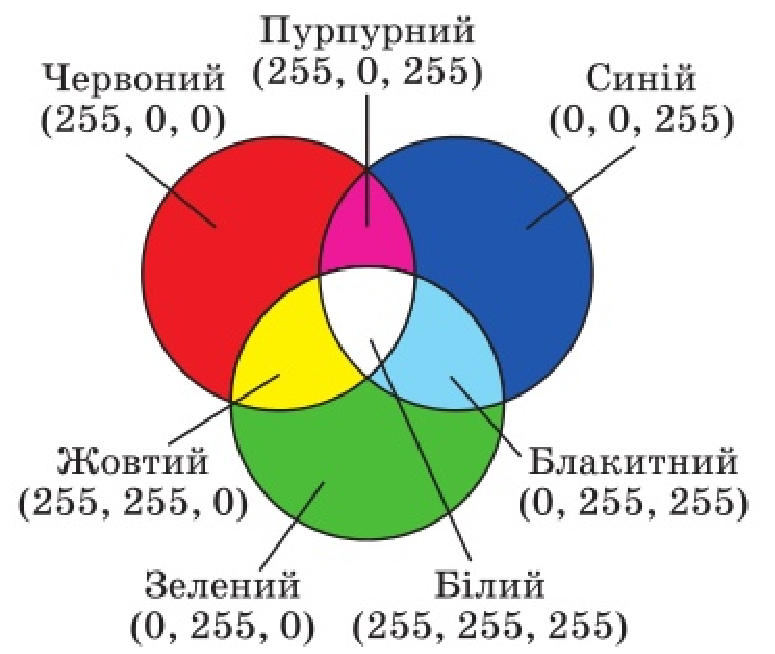 Пурпурний
(255, 0, 255)
Червоний
(255, 0, 0)
Синій
(0, 0, 255)
Жовтий
(255, 255, 0)
Блакитний
(0, 255, 255)
Зелений
(0, 255, 0)
Білий
(255, 255, 255)